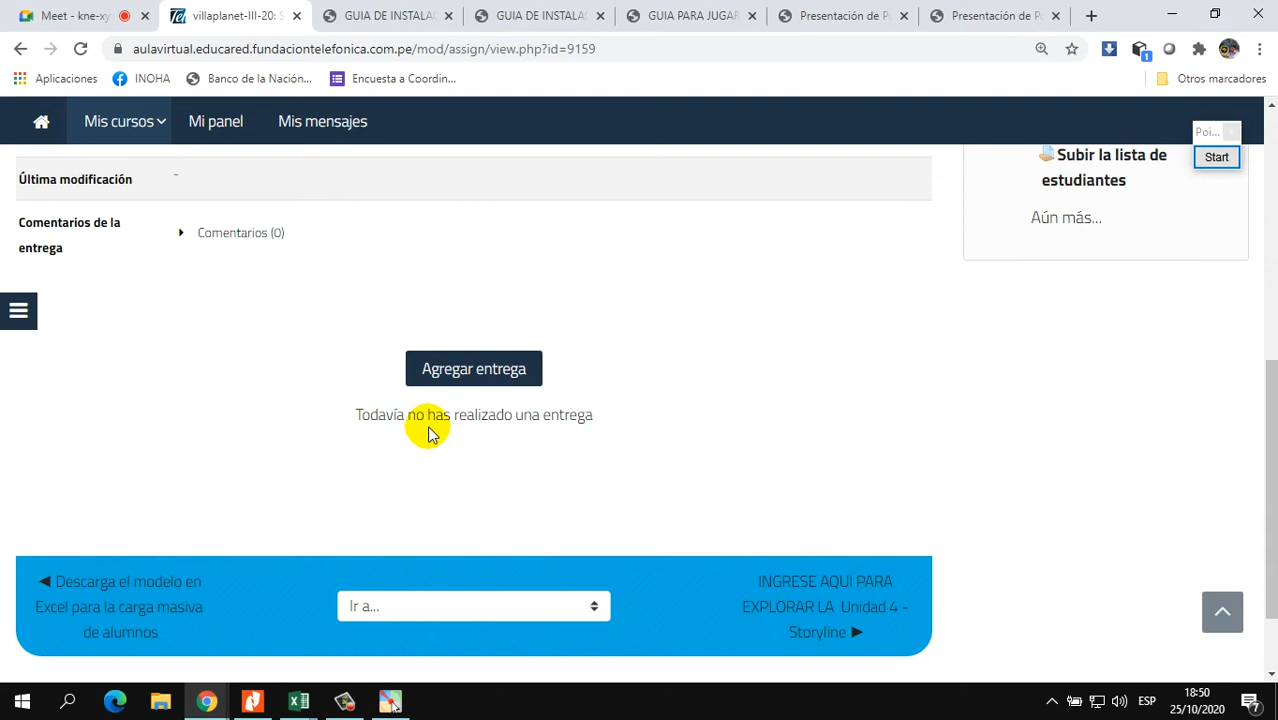 Meet - kne-xy
villaplanet-III-20: S
GUIA DE INSTALAC
GUIA DE INSTALA
GUIA PARA JUGAR
Presentación de P
Presentación de Po
aulavirtual.educared.fundaciontelefonica.com.pe/mod/assign/view.php?id=9159
Aplicaciones
INOHA
Banco de la Nación...
Encuesta a Coordin...
Otros marcadores
Mis cursos
Mi panel
Mis mensajes
Poi...
Start
Subir la lista de
estudiantes
Aún más...
Última modificación
-
Comentarios de la
entrega
Comentarios (0)
Agregar entrega
Todavía no has realizado una entrega
◄ Descarga el modelo en
Excel para la carga masiva
de alumnos
Ir a...
INGRESE AQUI PARA
EXPLORAR LA Unidad 4 -
Storyline ►
ESP
18:50
25/10/2020
1
7